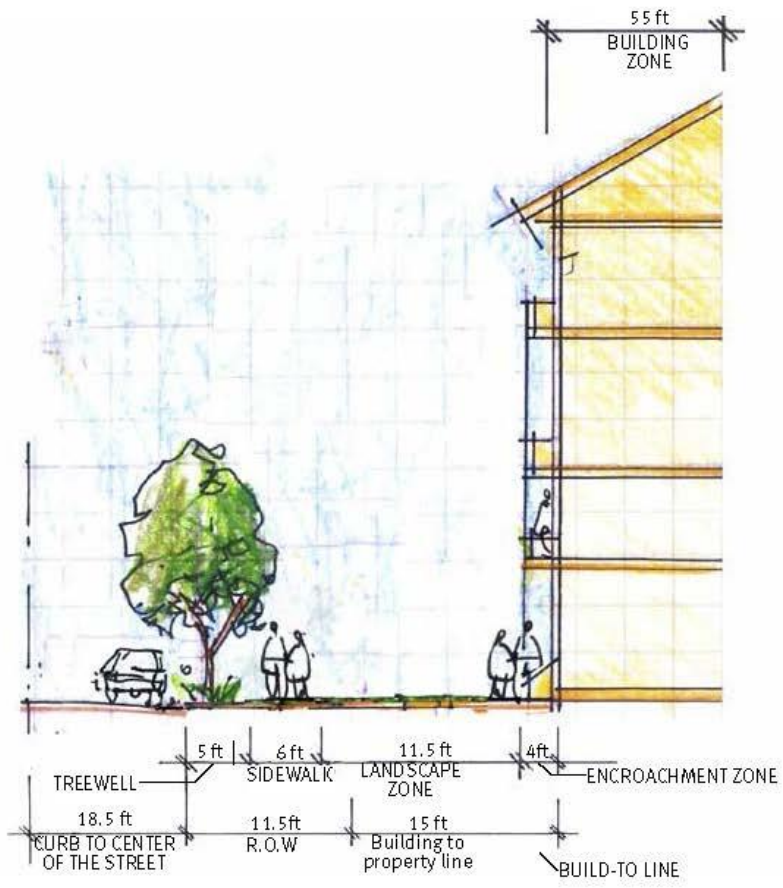 55 ft
BUILDING
ZONE
5 ft
6 ft
11.5 ft
4ft
TREEWELL
SIDEWALK
LANDSCAPE
ZONE
ENCROACHMENT ZONE
18.5 ft
11.5ft
15 ft
CURB TO CENTER
OF THE STREET
R.O.W
Building to
property line
BUILD-TO LINE